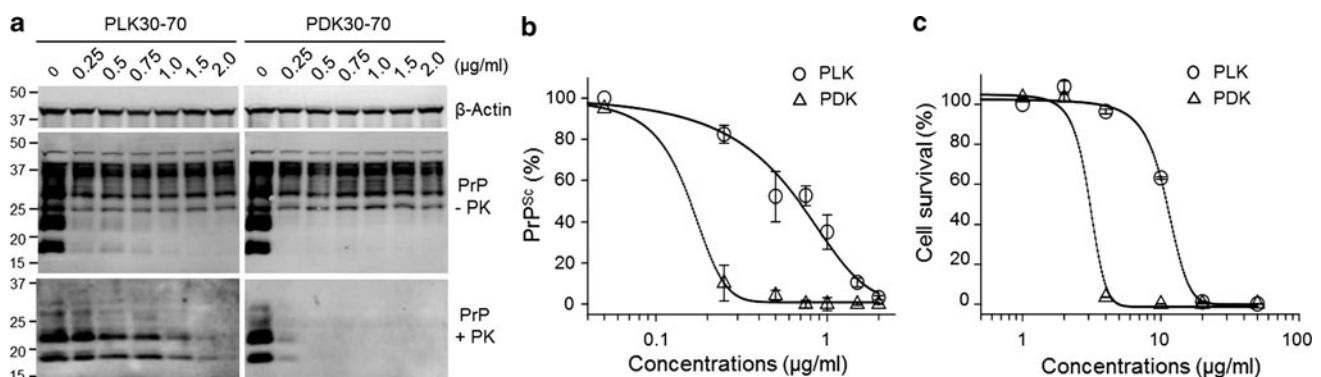 a
PLK30-70 PDK30-70
0 0.25 0.5 0.75 1.0 1.5 2.0 0 0.25 0.5 0.75 1.0 1.5 2.0 (µg/ml)
50
37
β-Actin
50
37
25
20
15
PrP
- PK
37
25
20
15
PrP
+ PK
b
PLK
PDK
PrPSc (%)
100
80
60
40
20
0
0.1 1
Concentrations (µg/ml)
c
PLK
PDK
Cell survival (%)
100
80
60
40
20
0
1 10 100
Concentrations (µg/ml)